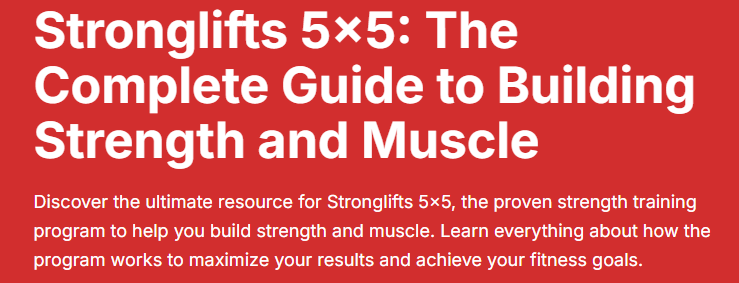 Stronglifts 5×5: The
Complete Guide to Building
Strength and Muscle
Discover the ultimate resource for Stronglifts 5×5, the proven strength training
program to help you build strength and muscle. Learn everything about how the
program works to maximize your results and achieve your fitness goals.